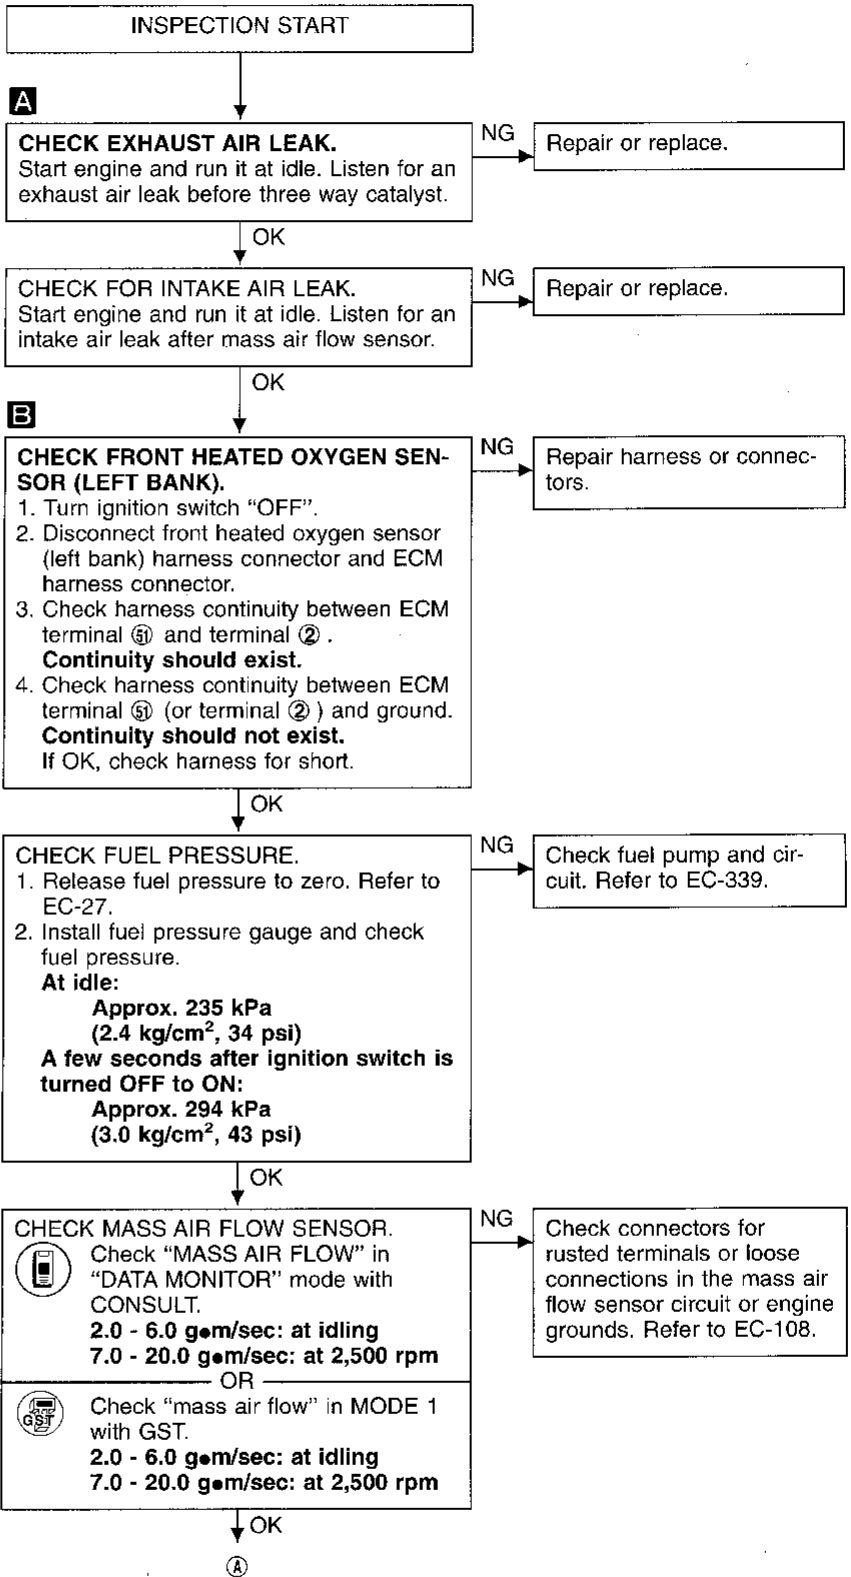 INSPECTION START
A
CHECK EXHAUST AIR LEAK.
Start engine and run it at idle. Listen for an
exhaust air leak before three way catalyst.
NG
Repair or replace.
OK
CHECK FOR INTAKE AIR LEAK.
Start engine and run it at idle. Listen for an
intake air leak after mass air flow sensor.
NG
Repair or replace.
OK
B
CHECK FRONT HEATED OXYGEN SEN-
SOR (LEFT BANK).
1. Turn ignition switch “OFF”.
2. Disconnect front heated oxygen sensor
(left bank) harness connector and ECM
harness connector.
3. Check harness continuity between ECM
terminal 51 and terminal ② .
Continuity should exist.
4. Check harness continuity between ECM
terminal 51 (or terminal ② ) and ground.
Continuity should not exist.
If OK, check harness for short.
NG
Repair harness or connec-
tors.
OK
CHECK FUEL PRESSURE.
1. Release fuel pressure to zero. Refer to
EC-27.
2. Install fuel pressure gauge and check
fuel pressure.
At idle:
Approx. 235 kPa
(2.4 kg/cm², 34 psi)
A few seconds after ignition switch is
turned OFF to ON:
Approx. 294 kPa
(3.0 kg/cm², 43 psi)
NG
Check fuel pump and cir-
cuit. Refer to EC-339.
OK
CHECK MASS AIR FLOW SENSOR.
Check “MASS AIR FLOW” in
“DATA MONITOR” mode with
CONSULT.
2.0 - 6.0 g●m/sec: at idling
7.0 - 20.0 g●m/sec: at 2,500 rpm
OR
GST
Check “mass air flow” in MODE 1
with GST.
2.0 - 6.0 g●m/sec: at idling
7.0 - 20.0 g●m/sec: at 2,500 rpm
NG
Check connectors for
rusted terminals or loose
connections in the mass air
flow sensor circuit or engine
grounds. Refer to EC-108.
OK
Ⓐ